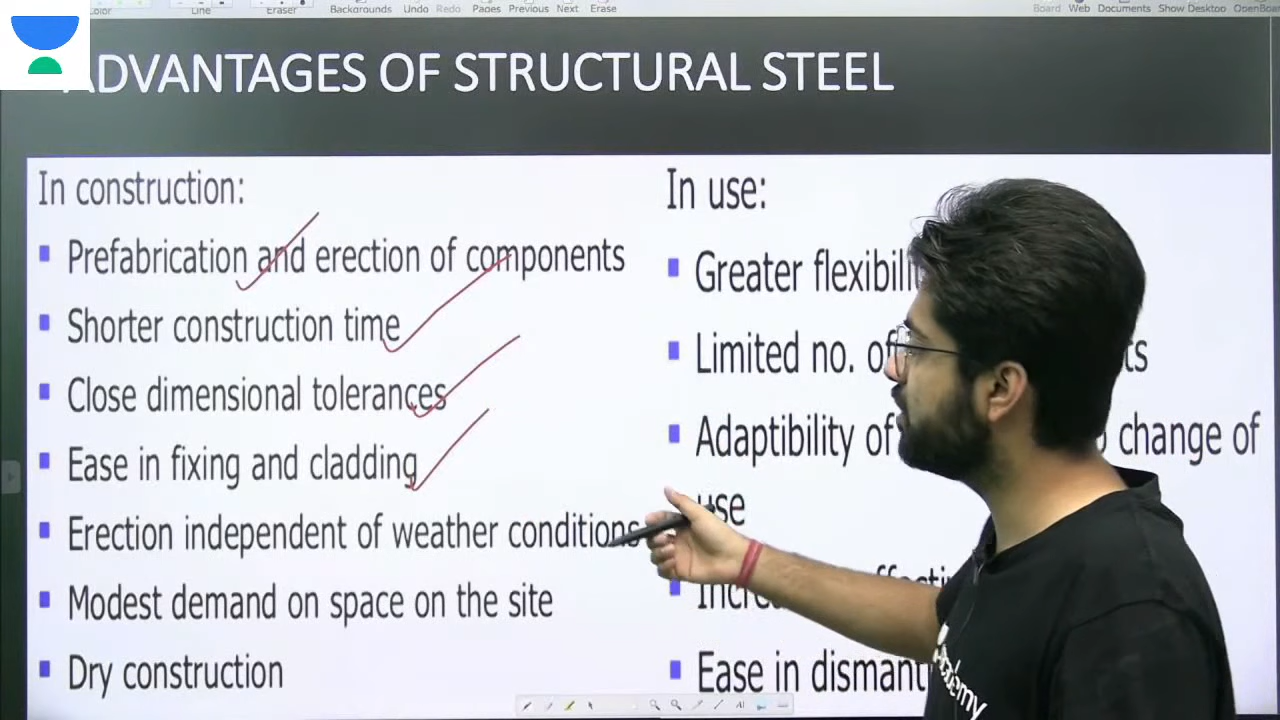 Color
Line
Eraser
Backgrounds
Undo
Redo
Pages
Previous
Next
Erase
Board
Web
Documents
Show Desktop
ADVANTAGES OF STRUCTURAL STEEL
In construction:
Prefabrication and erection of components
Shorter construction time
Close dimensional tolerances
Ease in fixing and cladding
Erection independent of weather conditions
Modest demand on space on the site
Dry construction
In use:
Greater
Limited no. of
Adaptibility of change of
use
Ease in